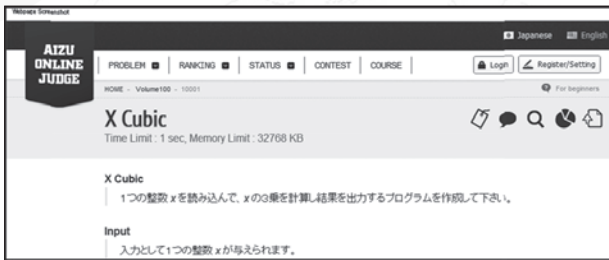 Webpage Screenshot
Japanese English
AIZU
ONLINE
JUDGE
PROBLEM RANKING STATUS CONTEST COURSE Login Register/Setting
HOME - Volume100 - 10001 For beginners
X Cubic
Time Limit : 1 sec, Memory Limit : 32768 KB
X Cubic
1つの整数 x を読み込んで、x の3乗を計算し結果を出力するプログラムを作成して下さい。
Input
入力として1つの整数 x が与えられます。